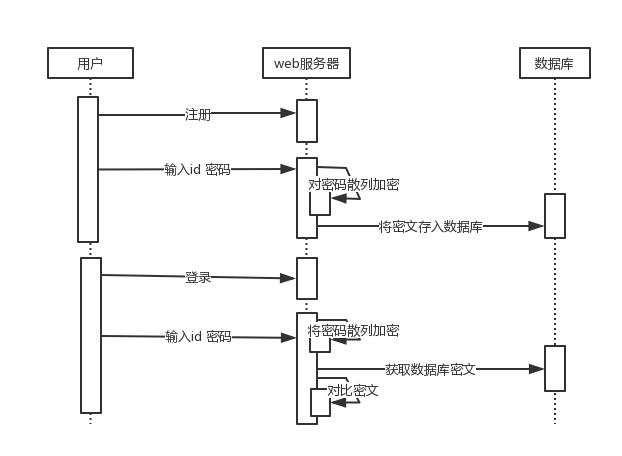 用户
web服务器
数据库
注册
输入id 密码
对密码散列加密
将密文存入数据库
登录
将密码散列加密
输入id 密码
获取数据库密文
对比密文